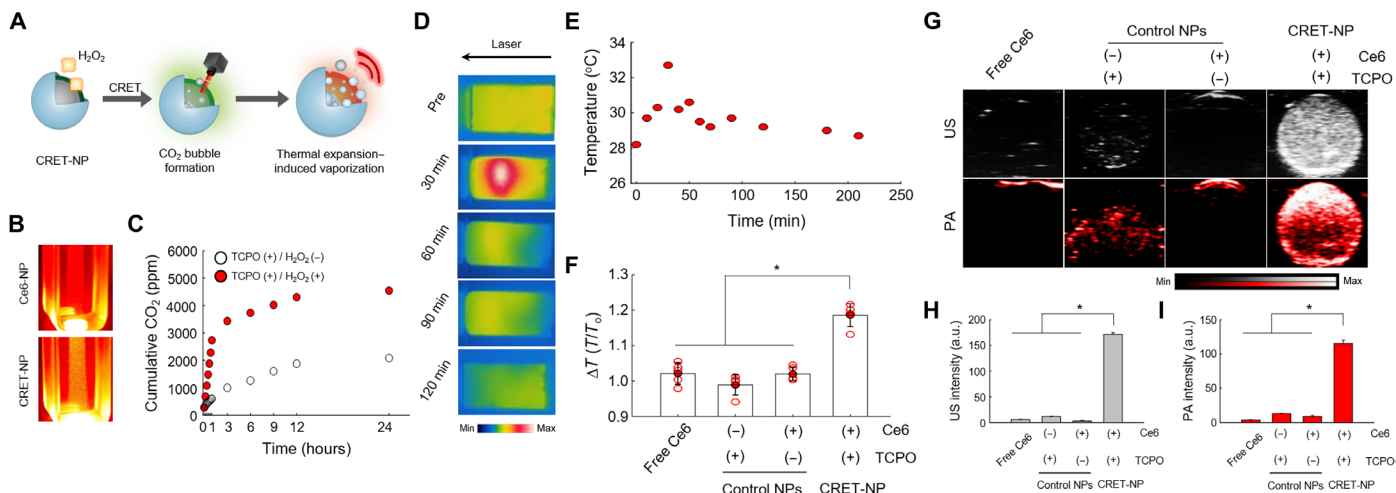 A
H₂O₂
CRET
CRET-NP
CO₂ bubble
formation
Thermal expansion–
induced vaporization
B
Ce6-NP
CRET-NP
C
Cumulative CO₂ (ppm)
6000
5000
4000
3000
2000
1000
0
TCPO (+) / H₂O₂ (−)
TCPO (+) / H₂O₂ (+)
0 1 3 6 9 12 24
Time (hours)
D
Laser
Pre
30 min
60 min
90 min
120 min
Min Max
E
Temperature (°C)
34
32
30
28
26
0 50 100 150 200 250
Time (min)
F
ΔT (T/Tₒ)
1.3
1.2
1.1
1.0
0.9
*
Free Ce6
(−) (+) (+) Ce6
(+) (−) (+) TCPO
Control NPs CRET-NP
G
Free Ce6
Control NPs CRET-NP
(−) (+) (+) Ce6
(+) (−) (+) TCPO
US
PA
Min Max
H
US intensity (a.u.)
200
150
100
50
0
*
Free Ce6
(−) (+) (+) Ce6
(+) (−) (+) TCPO
Control NPs CRET-NP
I
PA intensity (a.u.)
150
100
50
0
*
Free Ce6
(−) (+) (+) Ce6
(+) (−) (+) TCPO
Control NPs CRET-NP